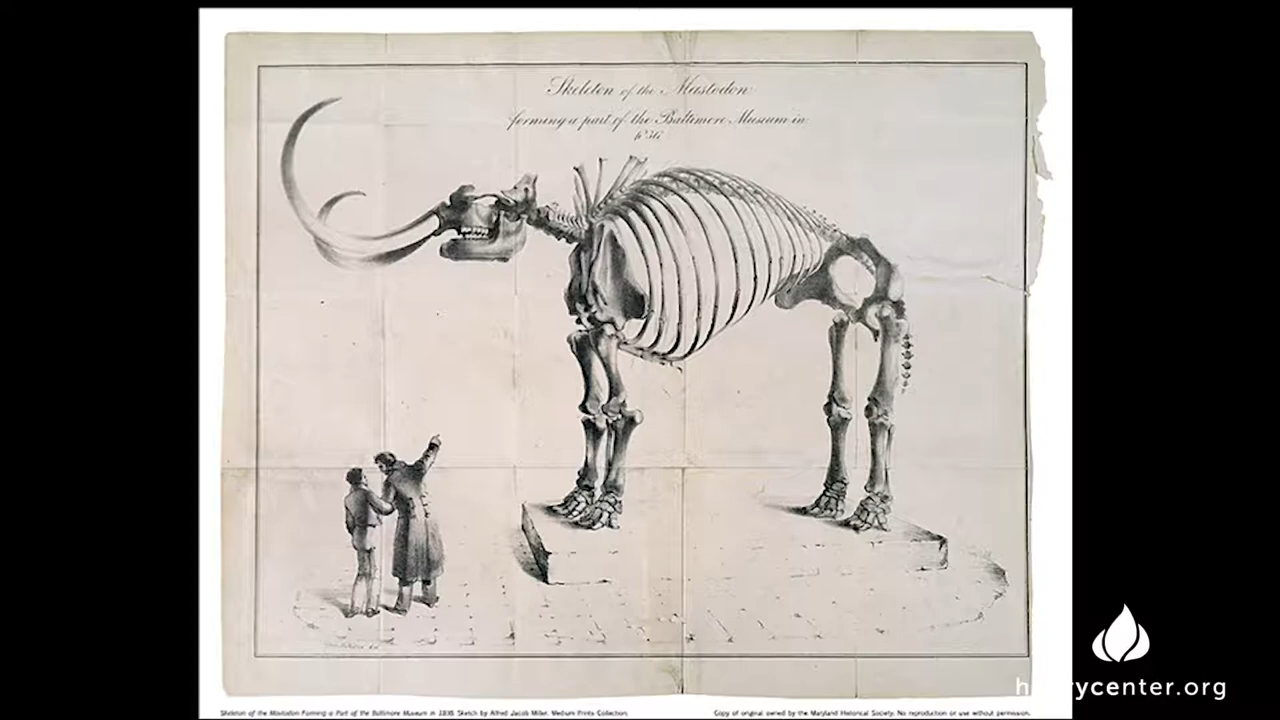 Skeleton of the Mastodon
forming a part of the Baltimore Museum in
1836
Skeleton of the Mastodon Forming a Part of the Baltimore Museum in 1836. Sketch by Alfred Jacob Miller. Medium Prints Collection.
Copy of original owned by the Maryland Historical Society. No reproduction or use without permission.
center.org